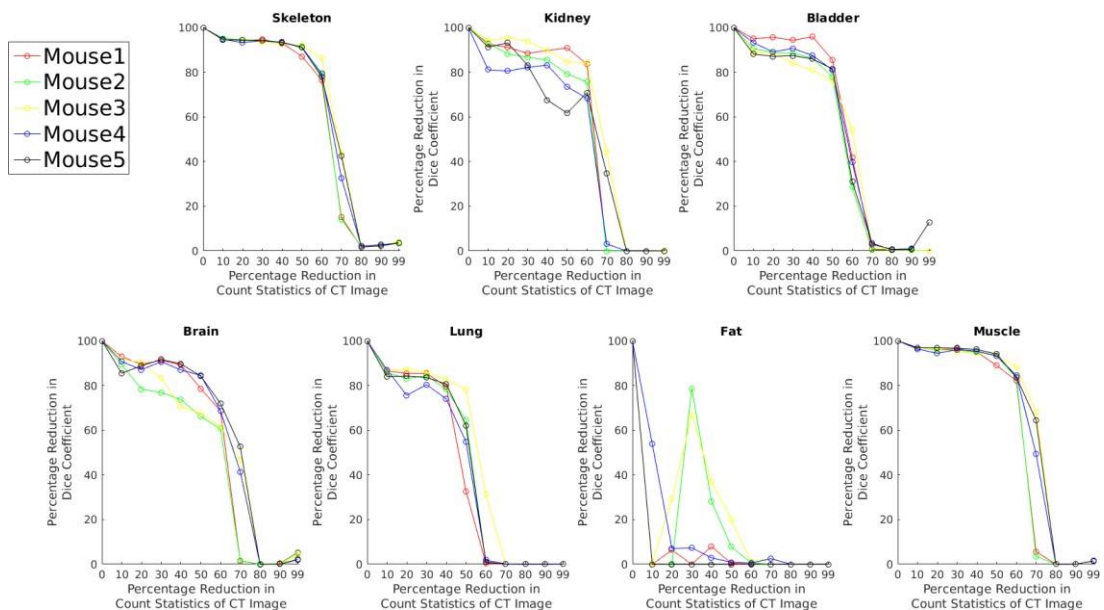 Mouse1
Mouse2
Mouse3
Mouse4
Mouse5
Skeleton
100
80
60
40
20
0
0 10 20 30 40 50 60 70 80 90 99
Percentage Reduction in
Count Statistics of CT Image
Kidney
Percentage Reduction in
Dice Coefficient
100
80
60
40
20
0
0 10 20 30 40 50 60 70 80 90 99
Percentage Reduction in
Count Statistics of CT Image
Bladder
Percentage Reduction in
Dice Coefficient
100
80
60
40
20
0
0 10 20 30 40 50 60 70 80 90 99
Percentage Reduction in
Count Statistics of CT Image
Brain
Percentage Reduction in
Dice Coefficient
100
80
60
40
20
0
0 10 20 30 40 50 60 70 80 90 99
Percentage Reduction in
Count Statistics of CT Image
Lung
Percentage Reduction in
Dice Coefficient
100
80
60
40
20
0
0 10 20 30 40 50 60 70 80 90 99
Percentage Reduction in
Count Statistics of CT Image
Fat
Percentage Reduction in
Dice Coefficient
100
80
60
40
20
0
0 10 20 30 40 50 60 70 80 90 99
Percentage Reduction in
Count Statistics of CT Image
Muscle
Percentage Reduction in
Dice Coefficient
100
80
60
40
20
0
0 10 20 30 40 50 60 70 80 90 99
Percentage Reduction in
Count Statistics of CT Image